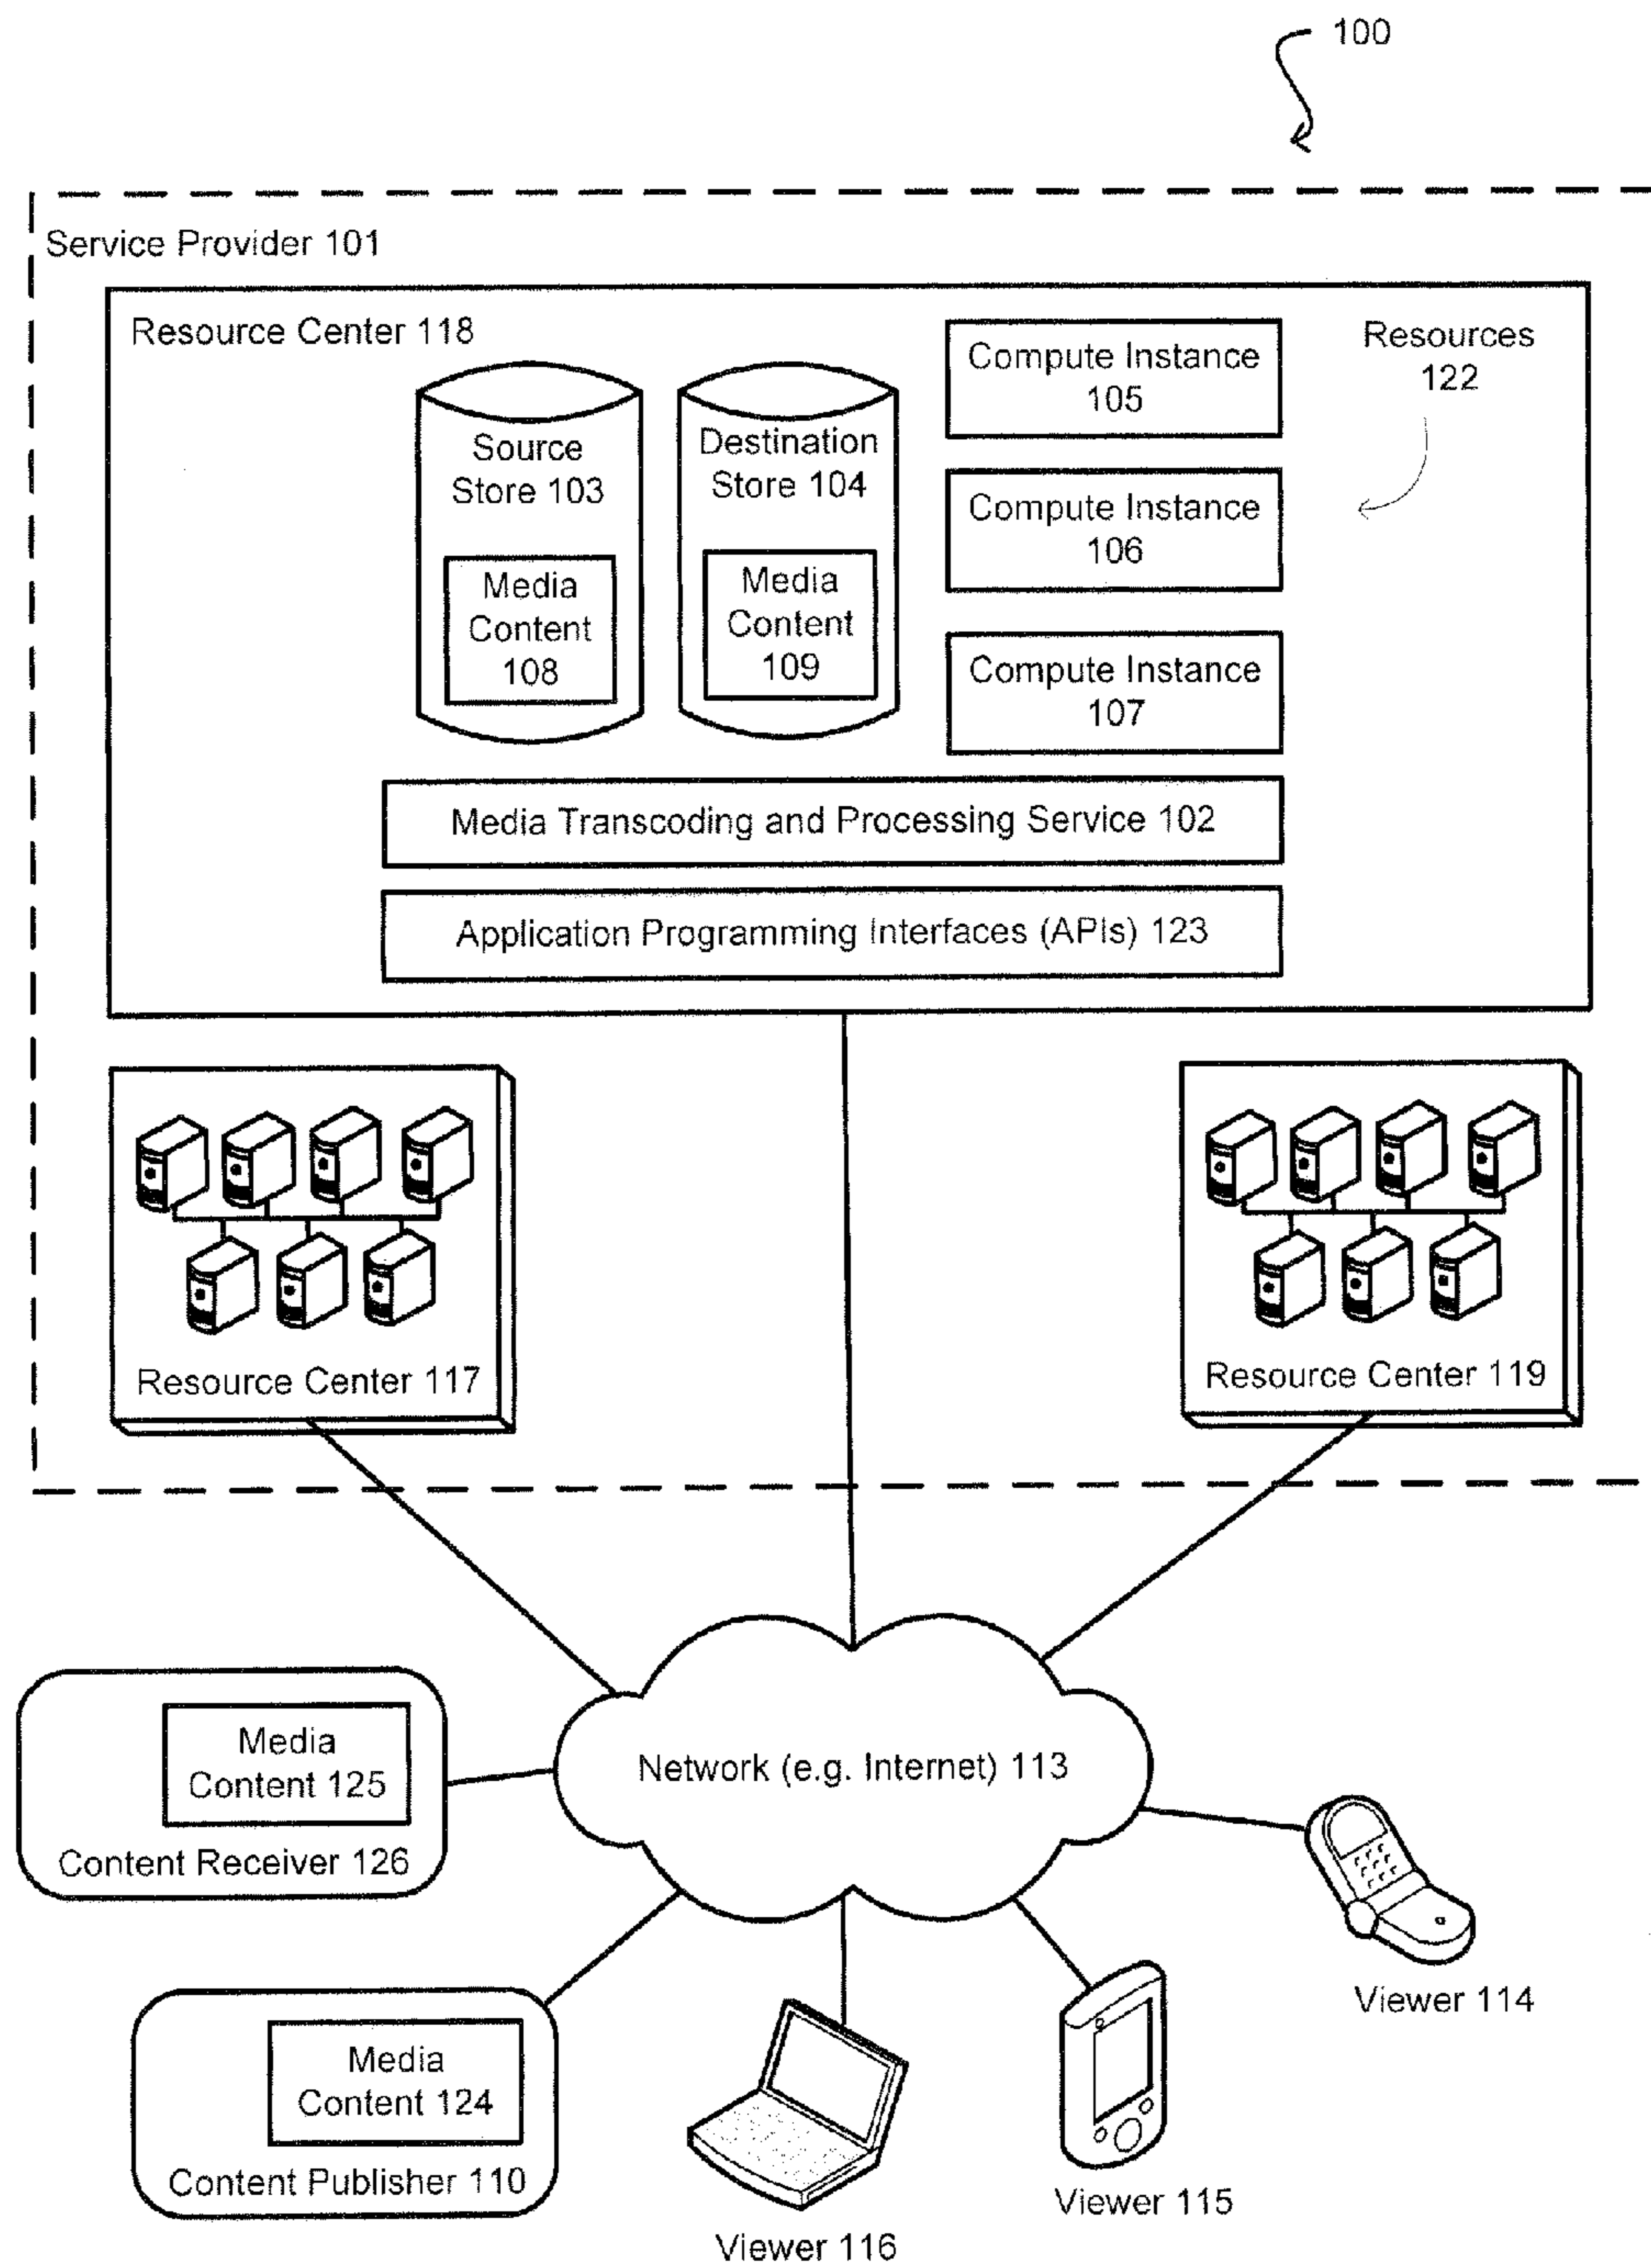 100
Service Provider 101
Resource Center 118
Source
Store 103
Media
Content
108
Destination
Store 104
Media
Content
109
Compute Instance
105
Compute Instance
106
Compute Instance
107
Resources
122
Media Transcoding and Processing Service 102
Application Programming Interfaces (APIs) 123
Resource Center 117
Resource Center 119
Network (e.g. Internet) 113
Media
Content 125
Content Receiver 126
Media
Content 124
Content Publisher 110
Viewer 116
Viewer 115
Viewer 114